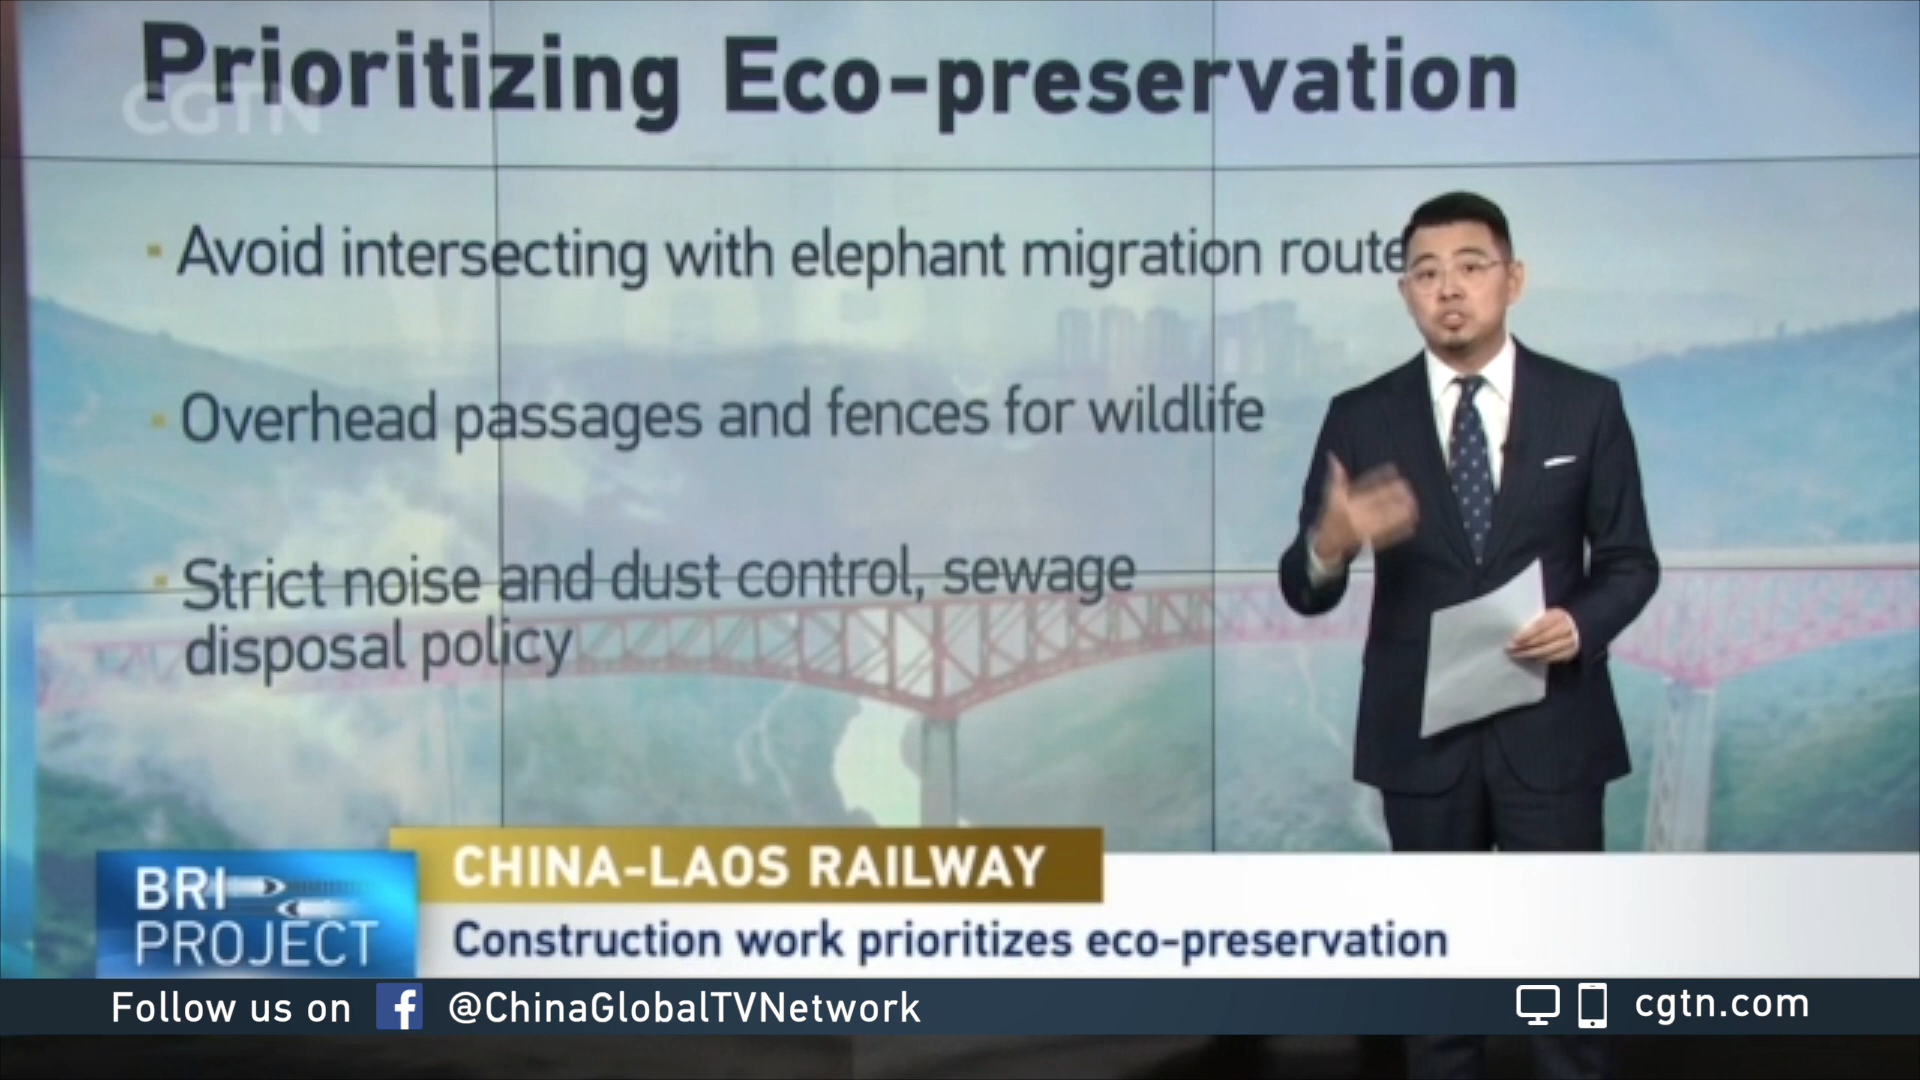 Prioritizing Eco-preservation
CGTN
Avoid intersecting with elephant migration route
Overhead passages and fences for wildlife
Strict noise and dust control, sewage
disposal policy
CHINA-LAOS RAILWAY
BRI
PROJECT
Construction work prioritizes eco-preservation
Follow us on @ChinaGlobalTVNetwork
cgtn.com